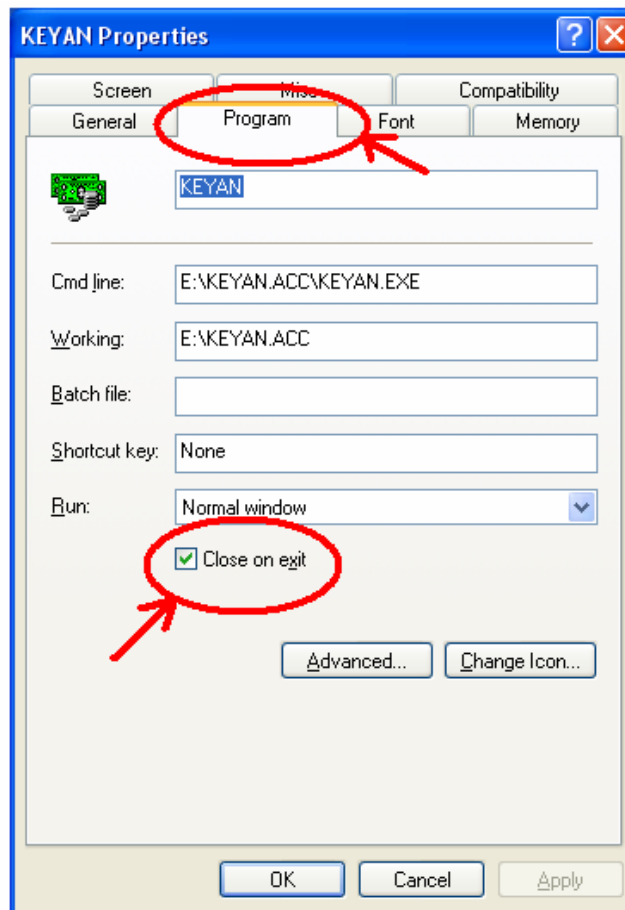 KEYAN Properties
Screen Misc Compatibility
General Program Font Memory
KEYAN
Cmd line: E:\KEYAN.ACC\KEYAN.EXE
Working: E:\KEYAN.ACC
Batch file:
Shortcut key: None
Run: Normal window
Close on exit
Advanced... Change Icon...
OK Cancel Apply